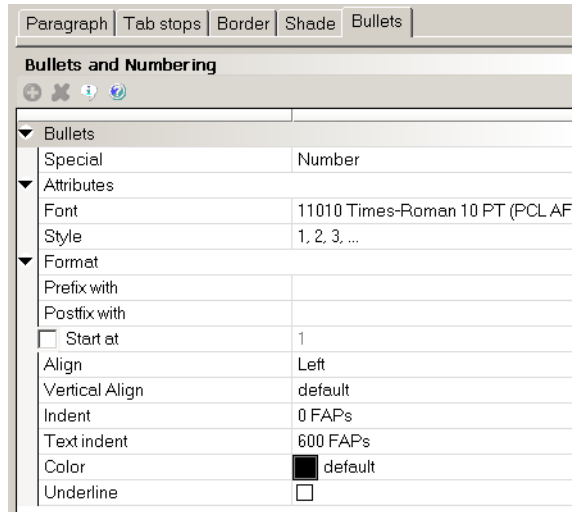 Paragraph Tab stops Border Shade Bullets
Bullets and Numbering
Bullets
Special Number
Attributes
Font 11010 Times-Roman 10 PT (PCL AF
Style 1, 2, 3, ...
Format
Prefix with
Postfix with
Start at 1
Align Left
Vertical Align default
Indent 0 FAPs
Text indent 600 FAPs
Color default
Underline